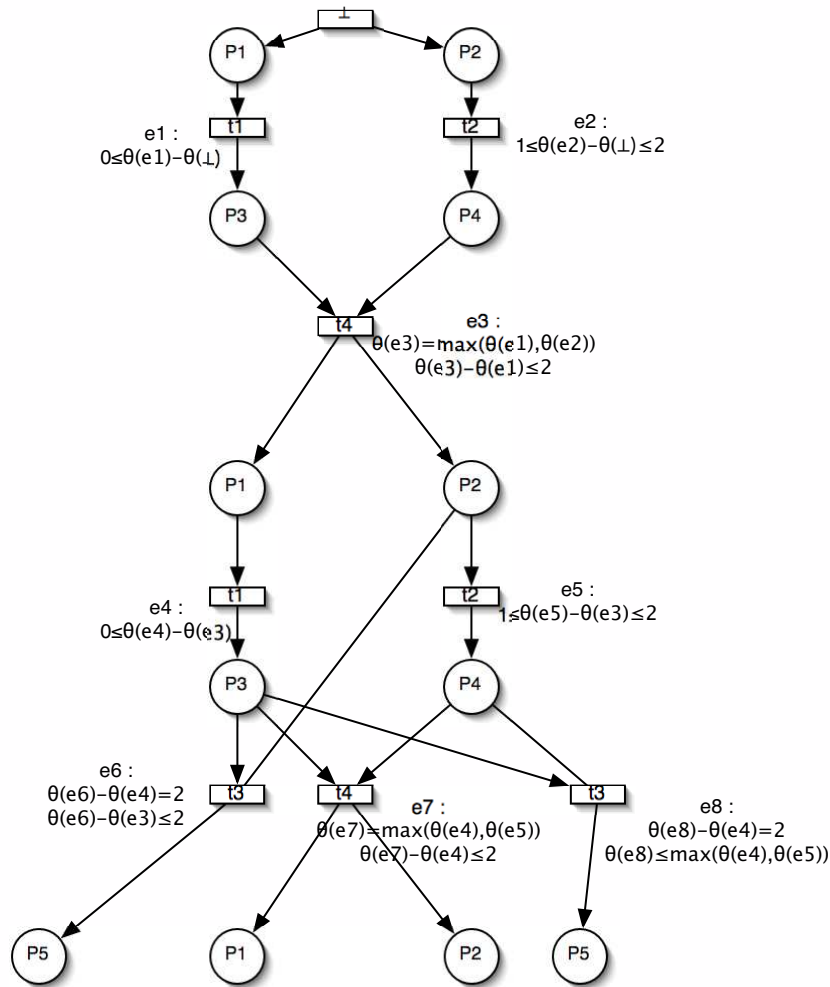 ⊥
P1
P2
t1
t2
e1 :
0≤θ(e1)−θ(⊥)
e2 :
1≤θ(e2)−θ(⊥)≤2
P3
P4
t4
e3 :
θ(e3)=max(θ(e1),θ(e2))
θ(e3)−θ(e1)≤2
P1
P2
t1
t2
e4 :
0≤θ(e4)−θ(e3)
e5 :
1≤θ(e5)−θ(e3)≤2
P3
P4
e6 :
θ(e6)−θ(e4)=2
θ(e6)−θ(e3)≤2
t3
t4
t3
e7 :
θ(e7)=max(θ(e4),θ(e5))
θ(e7)−θ(e4)≤2
e8 :
θ(e8)−θ(e4)=2
θ(e8)≤max(θ(e4),θ(e5))
P5
P1
P2
P5